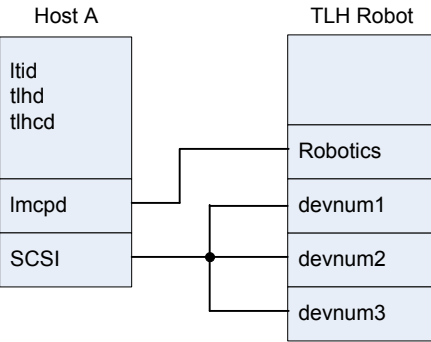 Host A
TLH Robot
ltid
tlhd
tlhcd
Robotics
lmcpd
devnum1
SCSI
devnum2
devnum3